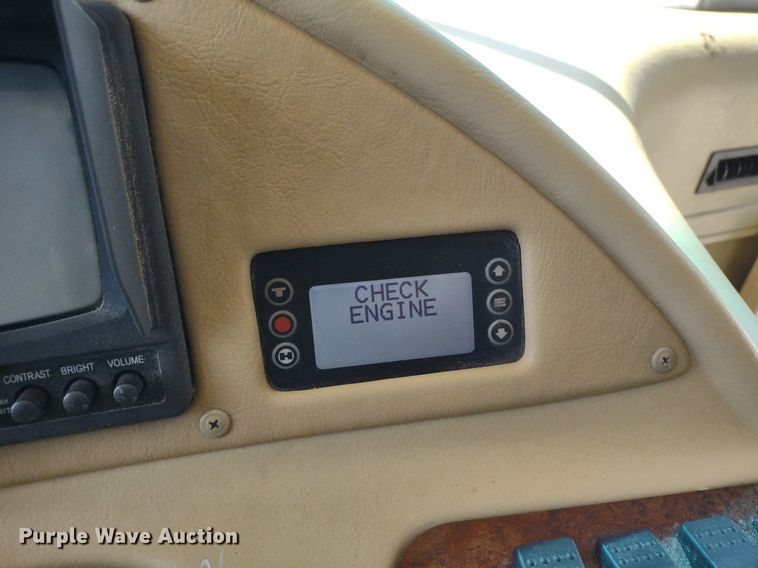 CHECK
ENGINE
CONTRAST BRIGHT VOLUME
Purple Wave Auction